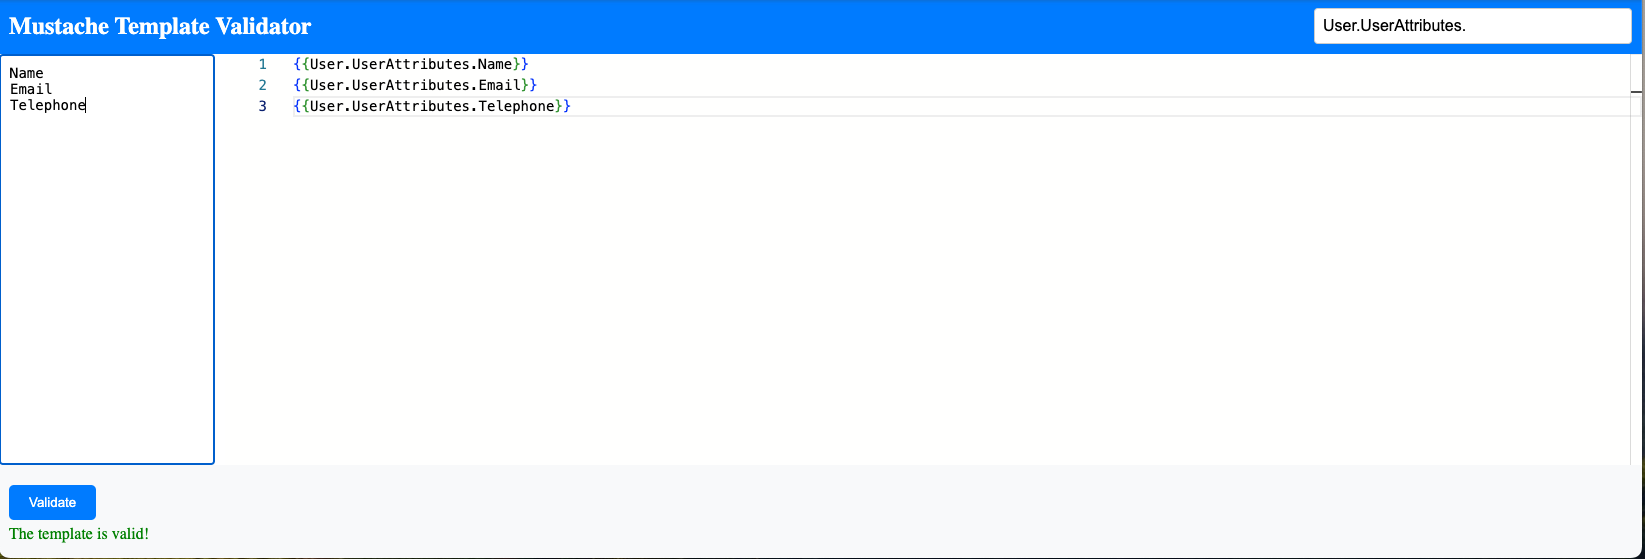 Mustache Template Validator
User.UserAttributes.
Name
Email
Telephone
1 {{User.UserAttributes.Name}}
2 {{User.UserAttributes.Email}}
3 {{User.UserAttributes.Telephone}}
Validate
The template is valid!